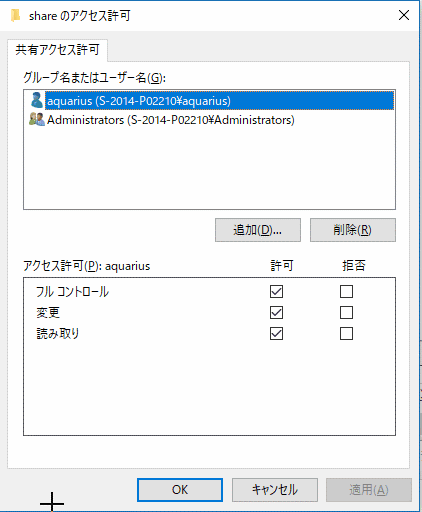 share のアクセス許可
共有アクセス許可
グループ名またはユーザー名(G):
aquarius (S-2014-P02210¥aquarius)
Administrators (S-2014-P02210¥Administrators)
追加(D)... 削除(R)
アクセス許可(P): aquarius 許可 拒否
フル コントロール
変更
読み取り
OK キャンセル 適用(A)